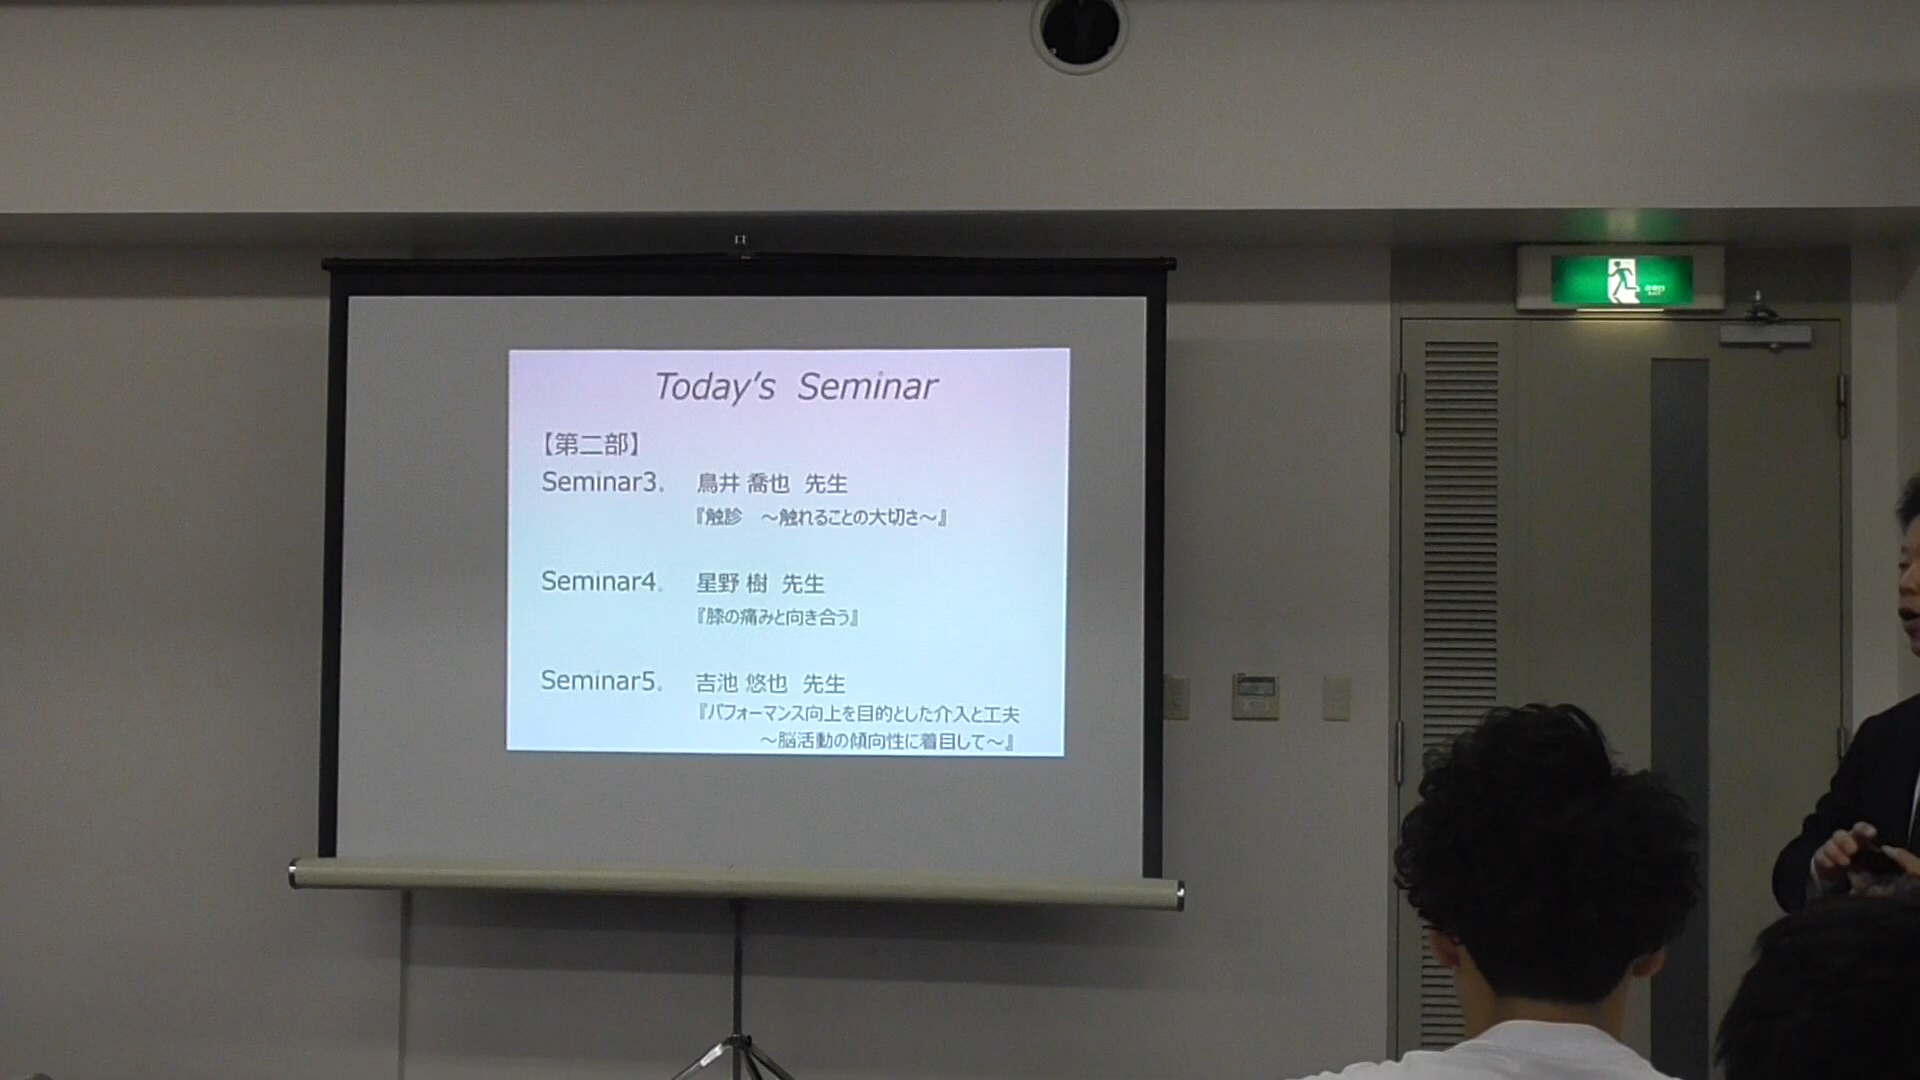 Today's Seminar
【第二部】
Seminar3. 鳥井 喬也 先生
『触診 ～触れることの大切さ～』
Seminar4. 星野 樹 先生
『膝の痛みと向き合う』
Seminar5. 吉池 悠也 先生
『パフォーマンス向上を目的とした介入と工夫
～脳活動の傾向性に着目して～』